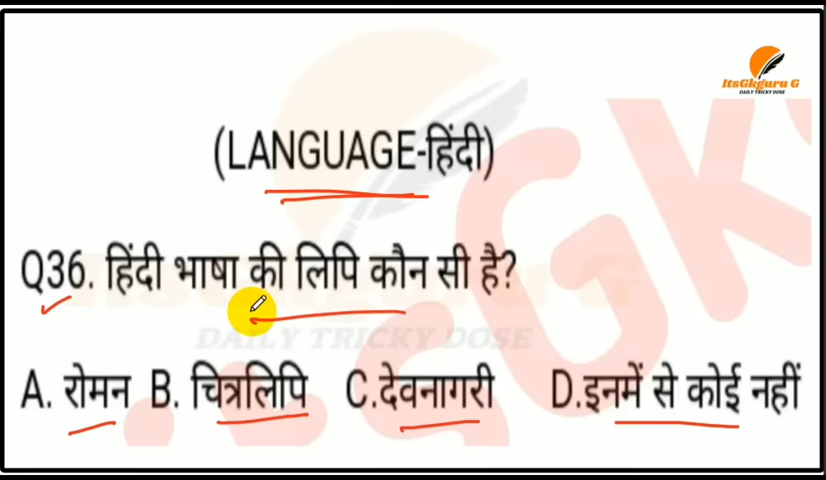 ItsGkguru G
DAILY TRICKY DOSE
(LANGUAGE-हिंदी)
Q36. हिंदी भाषा की लिपि कौन सी है?
DAILY TRICKY DOSE
A. रोमन B. चित्रलिपि C.देवनागरी D.इनमें से कोई नहीं